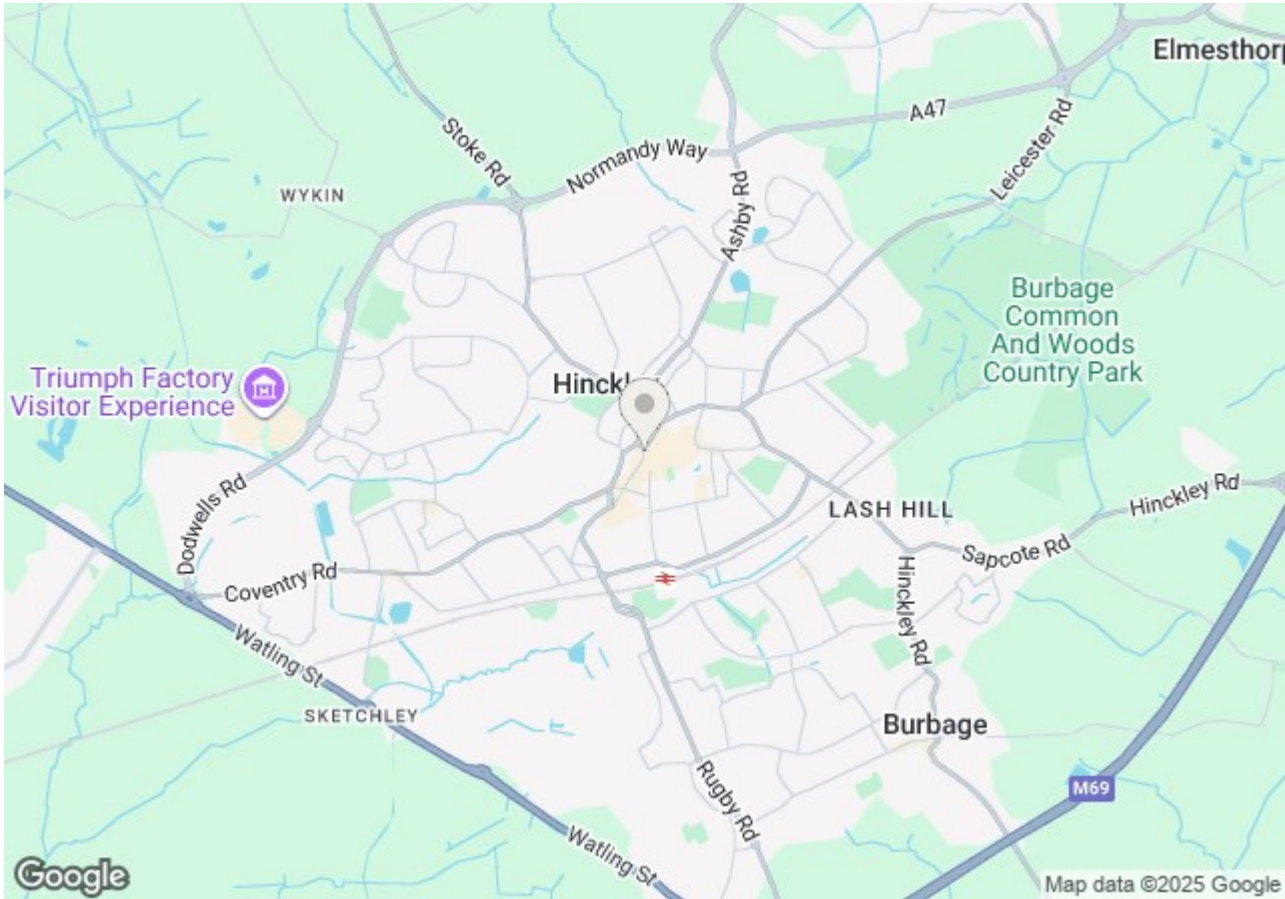 Elmesthorp
A47
Stoke Rd
Normandy Way
Leicester Rd
WYKIN
Ashby Rd
Burbage
Common
And Woods
Country Park
Triumph Factory
Visitor Experience
Hinckley
LASH HILL
Hinckley Rd
Dodwells Rd
Sapcote Rd
Coventry Rd
Hinckley Rd
Watling St
SKETCHLEY
Burbage
Rugby Rd
M69
Watling St
Google
Map data ©2025 Google